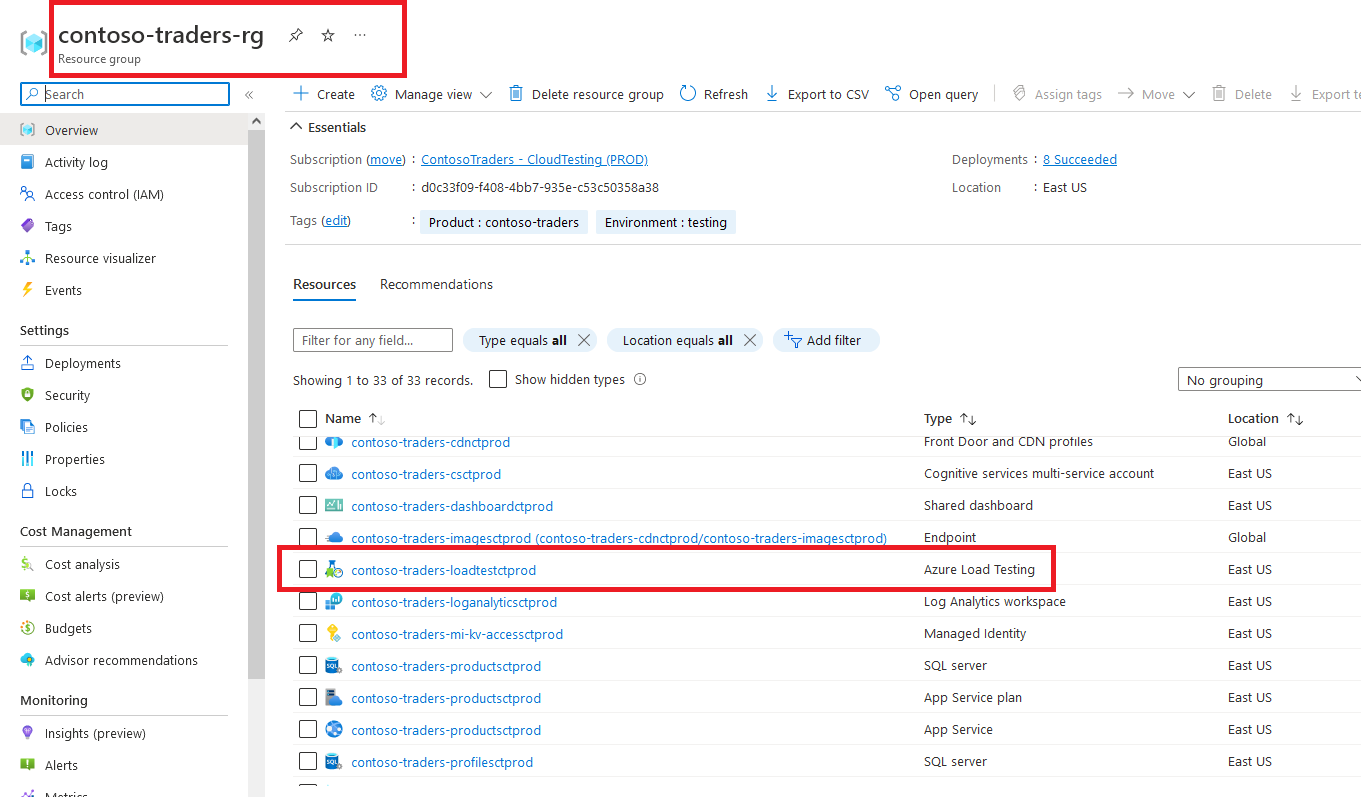 contoso-traders-rg
Resource group
Search
Overview
Activity log
Access control (IAM)
Tags
Resource visualizer
Events
Settings
Deployments
Security
Policies
Properties
Locks
Cost Management
Cost analysis
Cost alerts (preview)
Budgets
Advisor recommendations
Monitoring
Insights (preview)
Alerts
Metrics
Create Manage view Delete resource group Refresh Export to CSV Open query Assign tags Move Delete Export te
Essentials
Subscription (move) : ContosoTraders - CloudTesting (PROD) Deployments : 8 Succeeded
Subscription ID : d0c33f09-f408-4bb7-935e-c53c50358a38 Location : East US
Tags (edit) : Product : contoso-traders Environment : testing
Resources Recommendations
Filter for any field... Type equals all Location equals all Add filter
Showing 1 to 33 of 33 records. Show hidden types No grouping
Name Type Location
contoso-traders-cdnctprod Front Door and CDN profiles Global
contoso-traders-csctprod Cognitive services multi-service account East US
contoso-traders-dashboardctprod Shared dashboard East US
contoso-traders-imagesctprod (contoso-traders-cdnctprod/contoso-traders-imagesctprod) Endpoint Global
contoso-traders-loadtestctprod Azure Load Testing East US
contoso-traders-loganalyticsctprod Log Analytics workspace East US
contoso-traders-mi-kv-accessctprod Managed Identity East US
contoso-traders-productsctprod SQL server East US
contoso-traders-productsctprod App Service plan East US
contoso-traders-productsctprod App Service East US
contoso-traders-profilesctprod SQL server East US